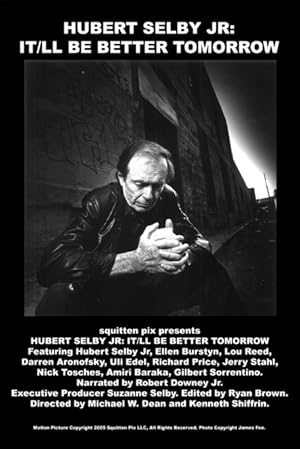 HUBERT SELBY JR:
IT/LL BE BETTER TOMORROW
squitten pix presents
HUBERT SELBY JR: IT/LL BE BETTER TOMORROW
Featuring Hubert Selby Jr, Ellen Burstyn, Lou Reed,
Darren Aronofsky, Uli Edel, Richard Price, Jerry Stahl,
Nick Tosches, Amiri Baraka, Gilbert Sorrentino.
Narrated by Robert Downey Jr.
Executive Producer Suzanne Selby. Edited by Ryan Brown.
Directed by Michael W. Dean and Kenneth Shiffrin.
Motion Picture Copyright 2005 Squitten Pix LLC, All Rights Reserved. Photo Copyright James Fee.